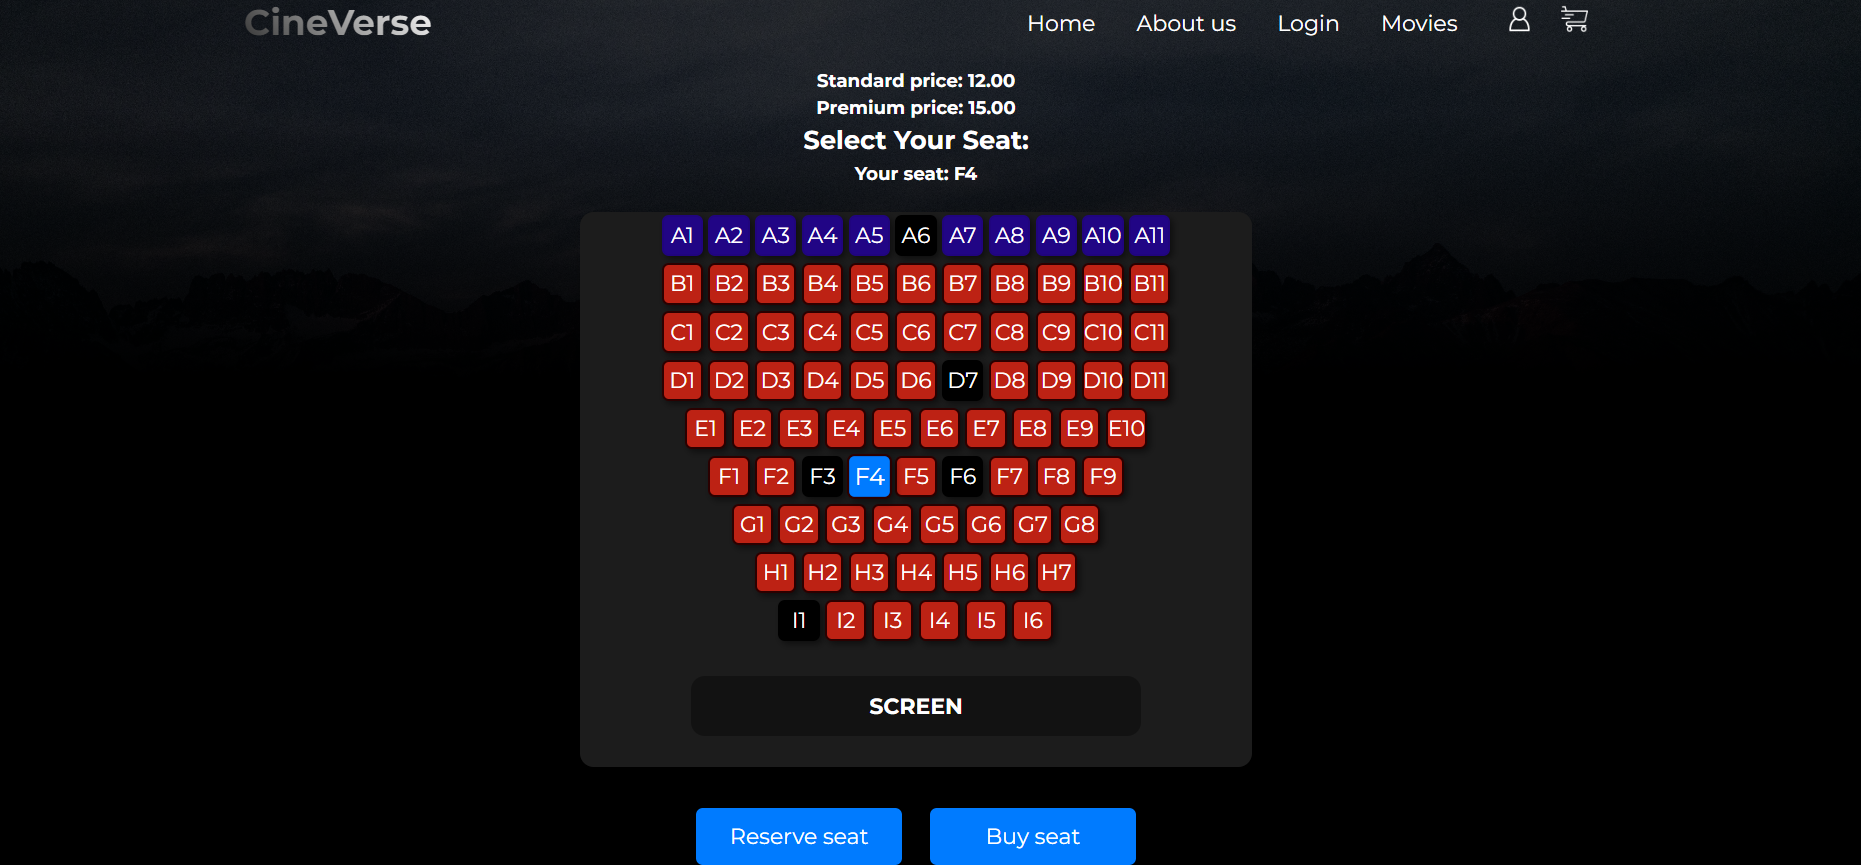 CineVerse Home About us Login Movies
Standard price: 12.00
Premium price: 15.00
Select Your Seat:
Your seat: F4
A1 A2 A3 A4 A5 A6 A7 A8 A9 A10 A11
B1 B2 B3 B4 B5 B6 B7 B8 B9 B10 B11
C1 C2 C3 C4 C5 C6 C7 C8 C9 C10 C11
D1 D2 D3 D4 D5 D6 D7 D8 D9 D10 D11
E1 E2 E3 E4 E5 E6 E7 E8 E9 E10
F1 F2 F3 F4 F5 F6 F7 F8 F9
G1 G2 G3 G4 G5 G6 G7 G8
H1 H2 H3 H4 H5 H6 H7
I1 I2 I3 I4 I5 I6
SCREEN
Reserve seat Buy seat